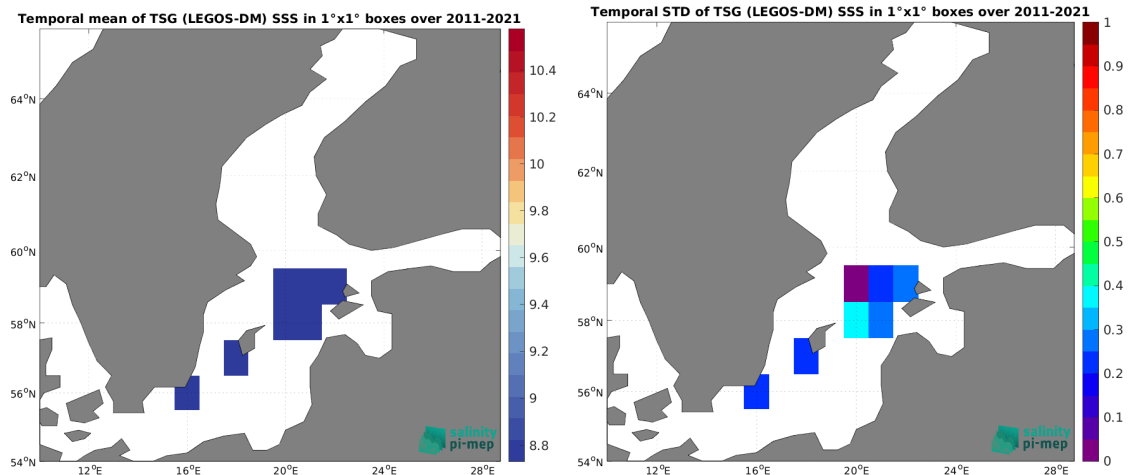 Temporal mean of TSG (LEGOS-DM) SSS in 1°x1° boxes over 2011-2021
64°N
62°N
60°N
58°N
56°N
54°N
12°E
16°E
20°E
24°E
28°E
10.4
10.2
10
9.8
9.6
9.4
9.2
9
8.8
salinity
pi-mep
Temporal STD of TSG (LEGOS-DM) SSS in 1°x1° boxes over 2011-2021
64°N
62°N
60°N
58°N
56°N
54°N
12°E
16°E
20°E
24°E
28°E
1
0.9
0.8
0.7
0.6
0.5
0.4
0.3
0.2
0.1
0
salinity
pi-mep